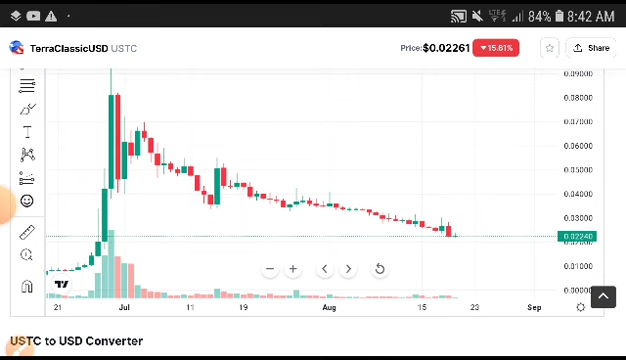 LTE 84% 8:42 AM
TerraClassicUSD USTC Price:$0.02261 ▼15.61% Share
0.09000
0.08000
0.07000
0.06000
0.05000
0.04000
0.03000
0.02240
0.01000
0.00000
21 Jul 11 19 Aug 15 23 Sep
USTC to USD Converter